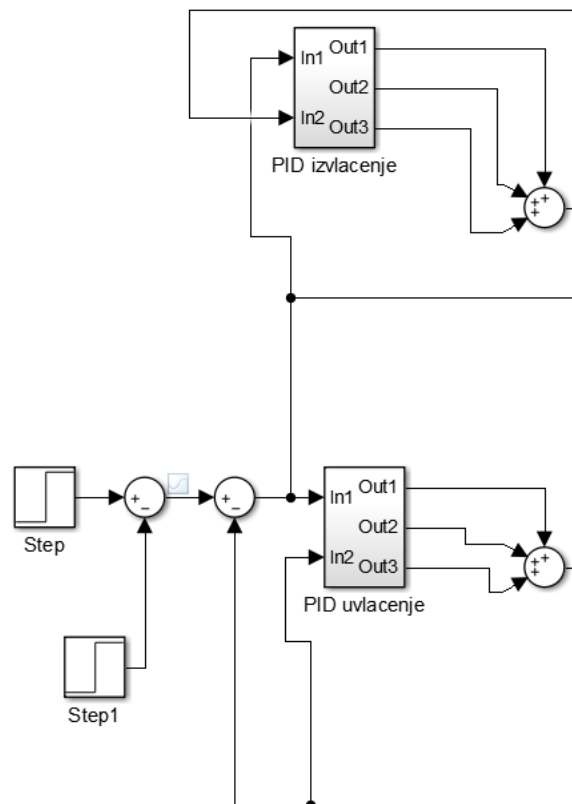 In1
Out1
Out2
In2
Out3
PID izvlacenje
+
+
+
+
−
+
−
Step
In1
Out1
Out2
In2
Out3
PID uvlacenje
+
+
+
Step1